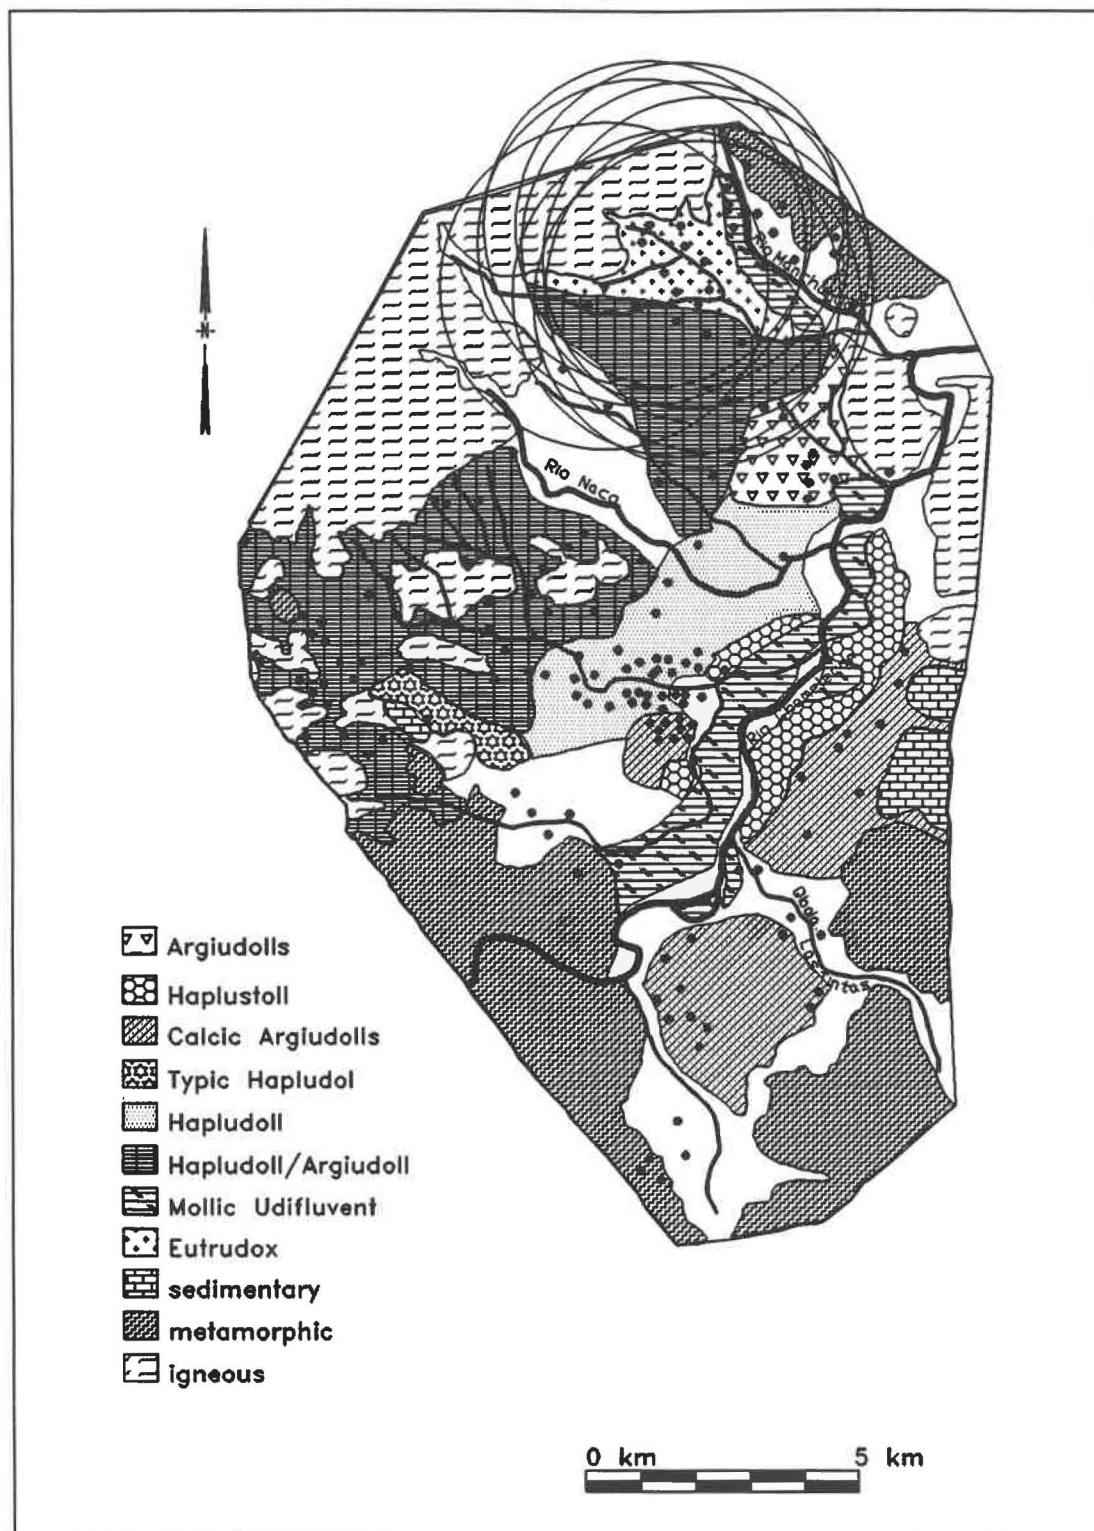 N
Rio Naco
Argiudolls
Haplustoll
Calcic Argiudolls
Typic Hapludol
Hapludoll
Hapludoll/Argiudoll
Mollic Udifluvent
Eutrudox
sedimentary
metamorphic
igneous
0 km 5 km